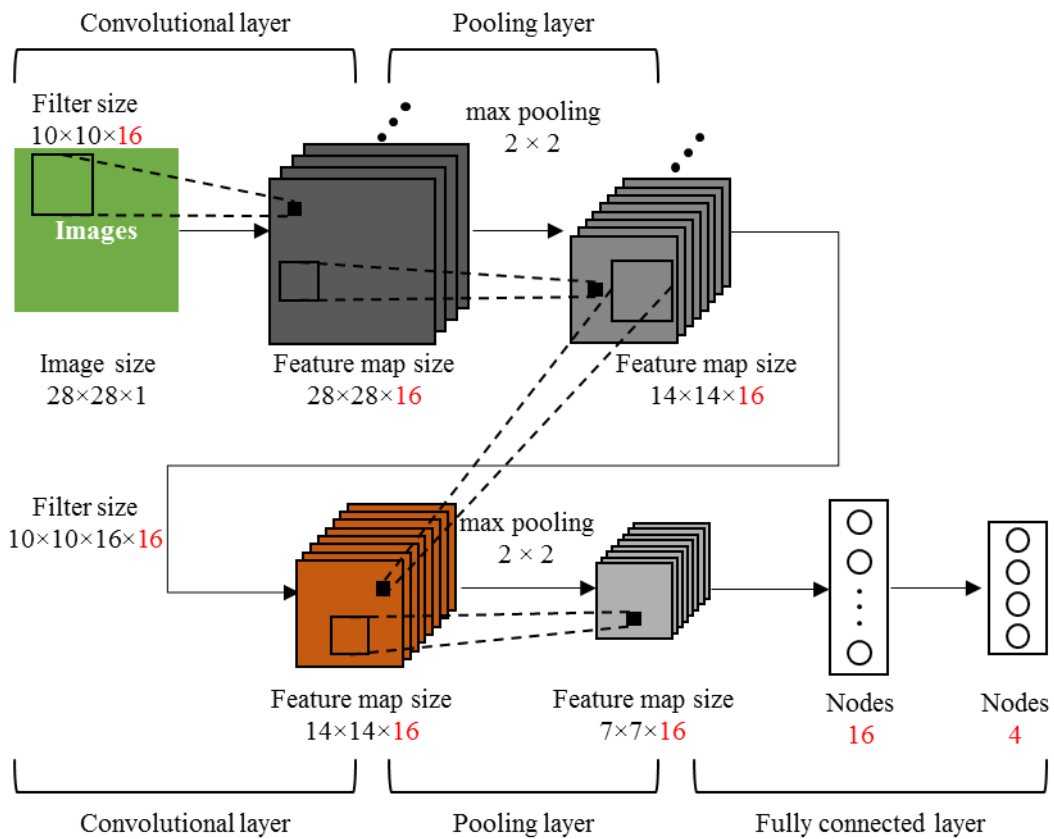 Convolutional layer
Pooling layer
Filter size
10×10×16
max pooling
2 × 2
Images
Image size
28×28×1
Feature map size
28×28×16
Feature map size
14×14×16
Filter size
10×10×16×16
max pooling
2 × 2
Feature map size
14×14×16
Feature map size
7×7×16
Nodes
16
Nodes
4
Convolutional layer
Pooling layer
Fully connected layer